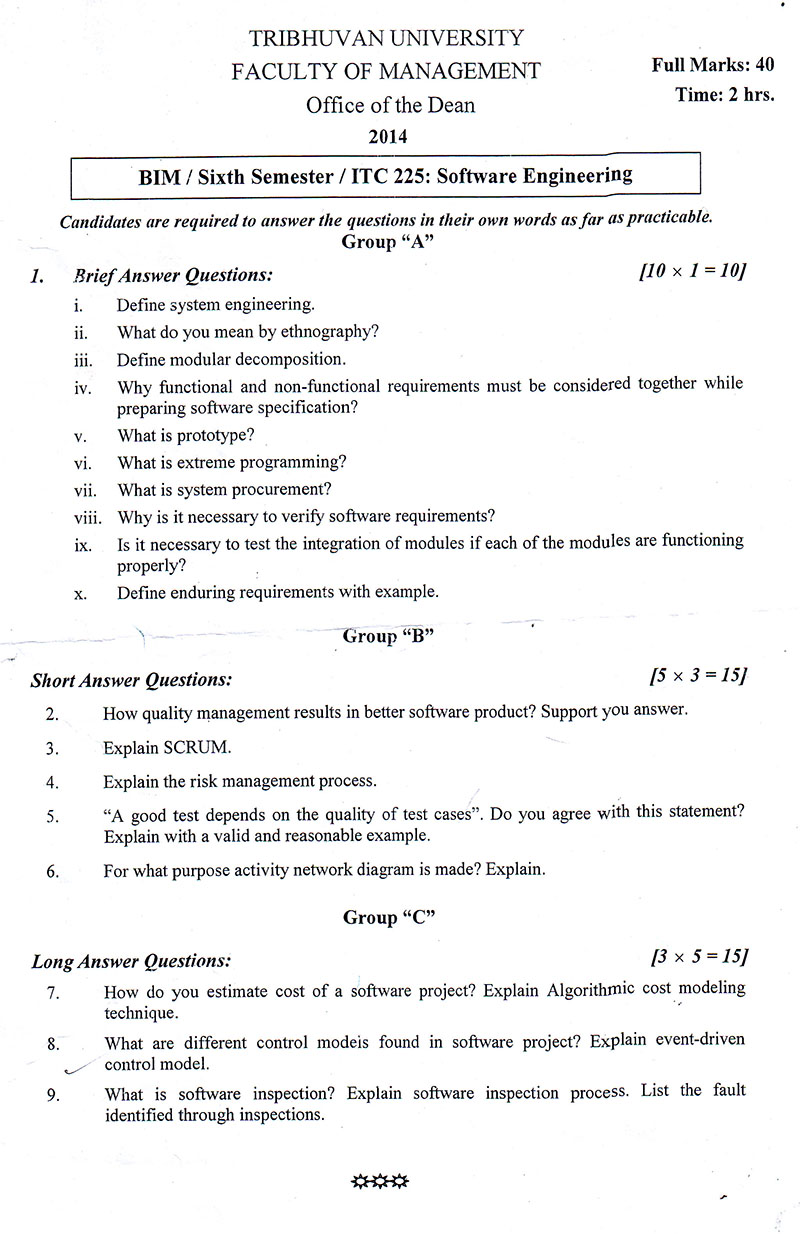 TRIBHUVAN UNIVERSITY
FACULTY OF MANAGEMENT
Office of the Dean
2014
Full Marks: 40
Time: 2 hrs.
BIM / Sixth Semester / ITC 225: Software Engineering
Candidates are required to answer the questions in their own words as far as practicable.
Group “A”
1. Brief Answer Questions: [10 × 1 = 10]
i. Define system engineering.
ii. What do you mean by ethnography?
iii. Define modular decomposition.
iv. Why functional and non-functional requirements must be considered together while
preparing software specification?
v. What is prototype?
vi. What is extreme programming?
vii. What is system procurement?
viii. Why is it necessary to verify software requirements?
ix. Is it necessary to test the integration of modules if each of the modules are functioning
properly?
x. Define enduring requirements with example.
Group “B”
Short Answer Questions: [5 × 3 = 15]
2. How quality management results in better software product? Support you answer.
3. Explain SCRUM.
4. Explain the risk management process.
5. “A good test depends on the quality of test cases”. Do you agree with this statement?
Explain with a valid and reasonable example.
6. For what purpose activity network diagram is made? Explain.
Group “C”
Long Answer Questions: [3 × 5 = 15]
7. How do you estimate cost of a software project? Explain Algorithmic cost modeling
technique.
8. What are different control models found in software project? Explain event-driven
control model.
9. What is software inspection? Explain software inspection process. List the fault
identified through inspections.